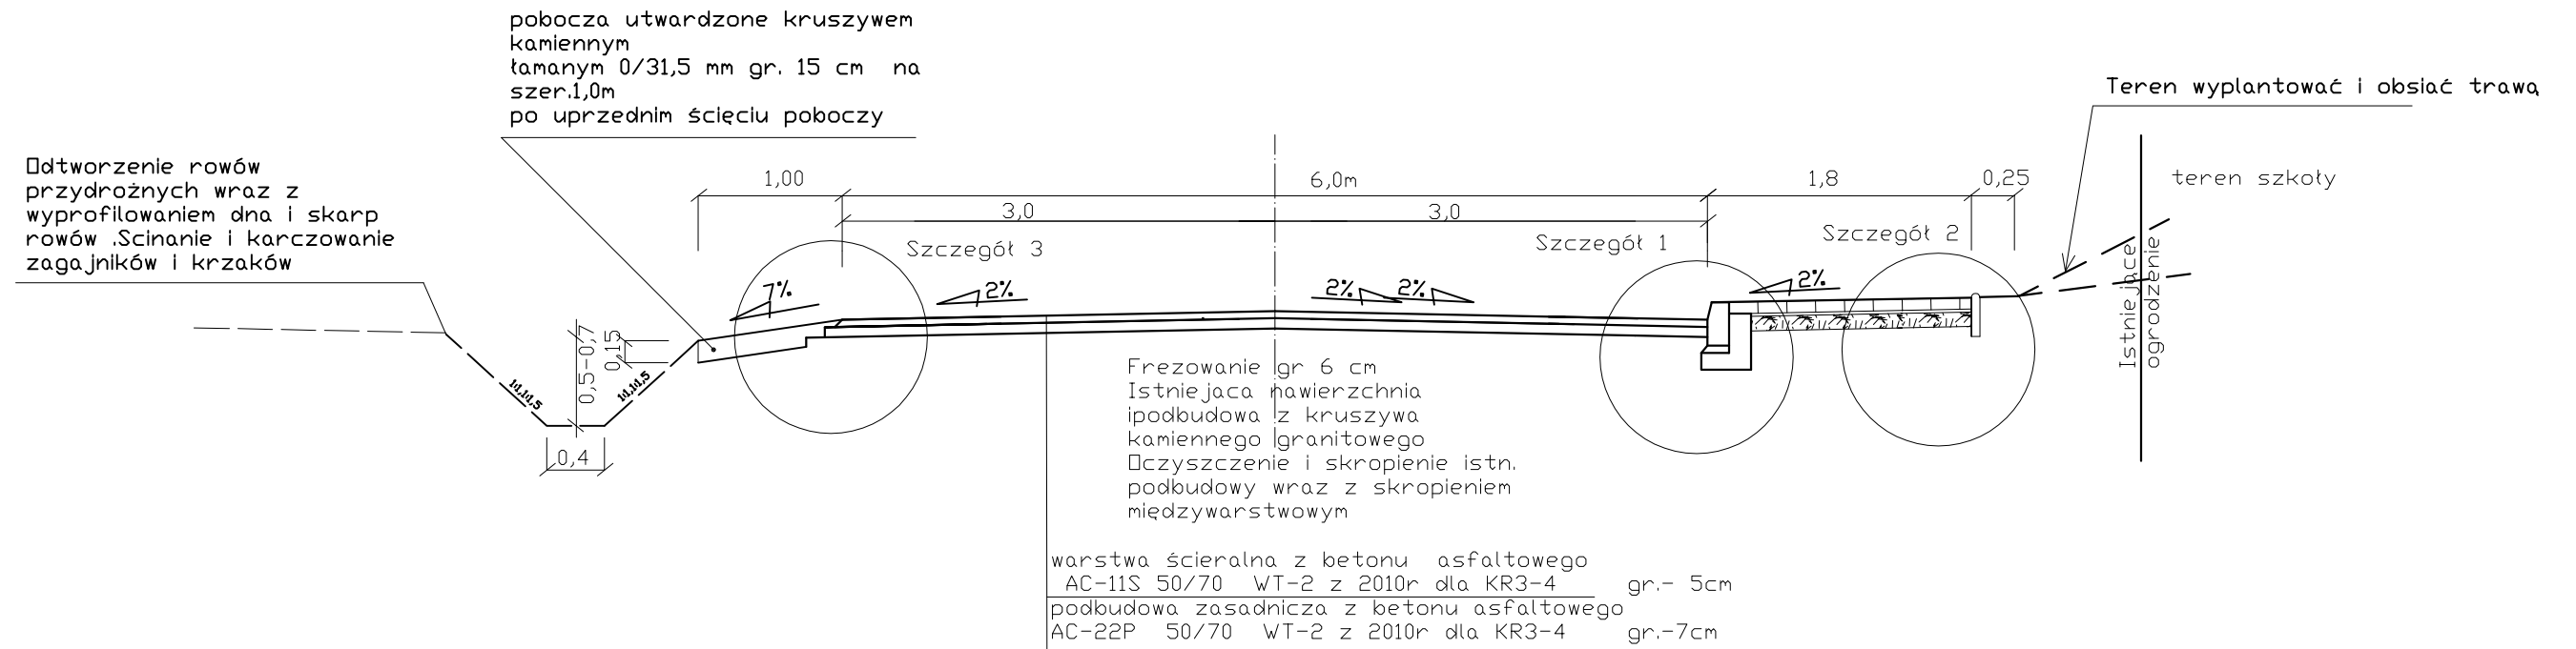 pobocza utwardzone kruszywem
kamiennym
łamanym 0/31,5 mm gr. 15 cm na
szer.1,0m
po uprzednim ścięciu poboczy
Teren wyplantować i obsiać trawą
Odtworzenie rowów
przydrożnych wraz z
wyprofilowaniem dna i skarp
rowów .Scinanie i karczowanie
zagajników i krzaków
1,00
6,0m
1,8
0,25
teren szkoły
3,0
3,0
Szczegół 3
Szczegół 1
Szczegół 2
7%
2%
2%
2%
2%
Istniejące
ogrodzenie
0,5-0,7
0,15
1:1,1:1,5
1:1,1:1,5
0,4
Frezowanie gr 6 cm
Istniejaca nawierzchnia
ipodbudowa z kruszywa
kamiennego granitowego
Oczyszczenie i skropienie istn.
podbudowy wraz z skropieniem
międzywarstwowym
warstwa ścieralna z betonu asfaltowego
AC-11S 50/70 WT-2 z 2010r dla KR3-4 gr.- 5cm
podbudowa zasadnicza z betonu asfaltowego
AC-22P 50/70 WT-2 z 2010r dla KR3-4 gr.-7cm